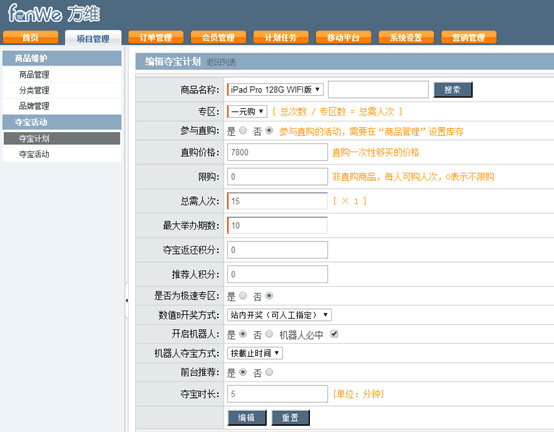 fanWe 方维
首页 项目管理 订单管理 会员管理 计划任务 移动平台 系统设置 营销管理
商品维护
商品管理
分类管理
品牌管理
夺宝活动
夺宝计划
夺宝活动
编辑夺宝计划 返回列表
商品名称: iPad Pro 128G WIFI版 搜索
专区: 一元购 [ 总次数 / 专区数 = 总需人次 ]
参与直购: 是 否 参与直购的活动，需要在“商品管理”设置库存
直购价格: 7800 直购一次性够买的价格
限购: 0 非直购商品，每人可购人次，0表示不限购
总需人次: 15 [ X 1 ]
最大举办期数: 10
夺宝返还积分: 0
推荐人积分: 0
是否为极速专区: 是 否
数值B开奖方式: 站内开奖（可人工指定）
开启机器人: 是 否 机器人必中
机器人夺宝方式: 按截止时间
前台推荐: 是 否
夺宝时长: 5 [单位: 分钟]
编辑 重置